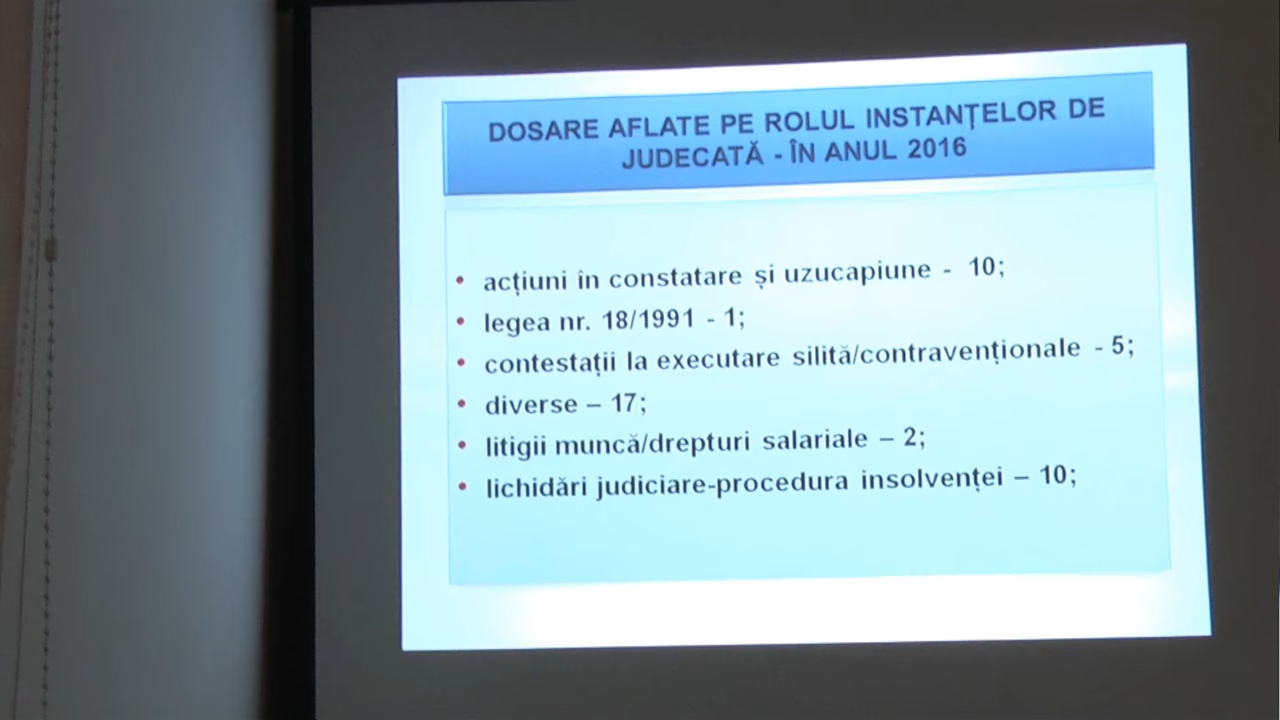 DOSARE AFLATE PE ROLUL INSTANȚELOR DE
JUDECATĂ - ÎN ANUL 2016
• acțiuni în constatare și uzucapiune - 10;
• legea nr. 18/1991 - 1;
• contestații la executare silită/contravenționale - 5;
• diverse – 17;
• litigii muncă/drepturi salariale – 2;
• lichidări judiciare-procedura insolvenței – 10;